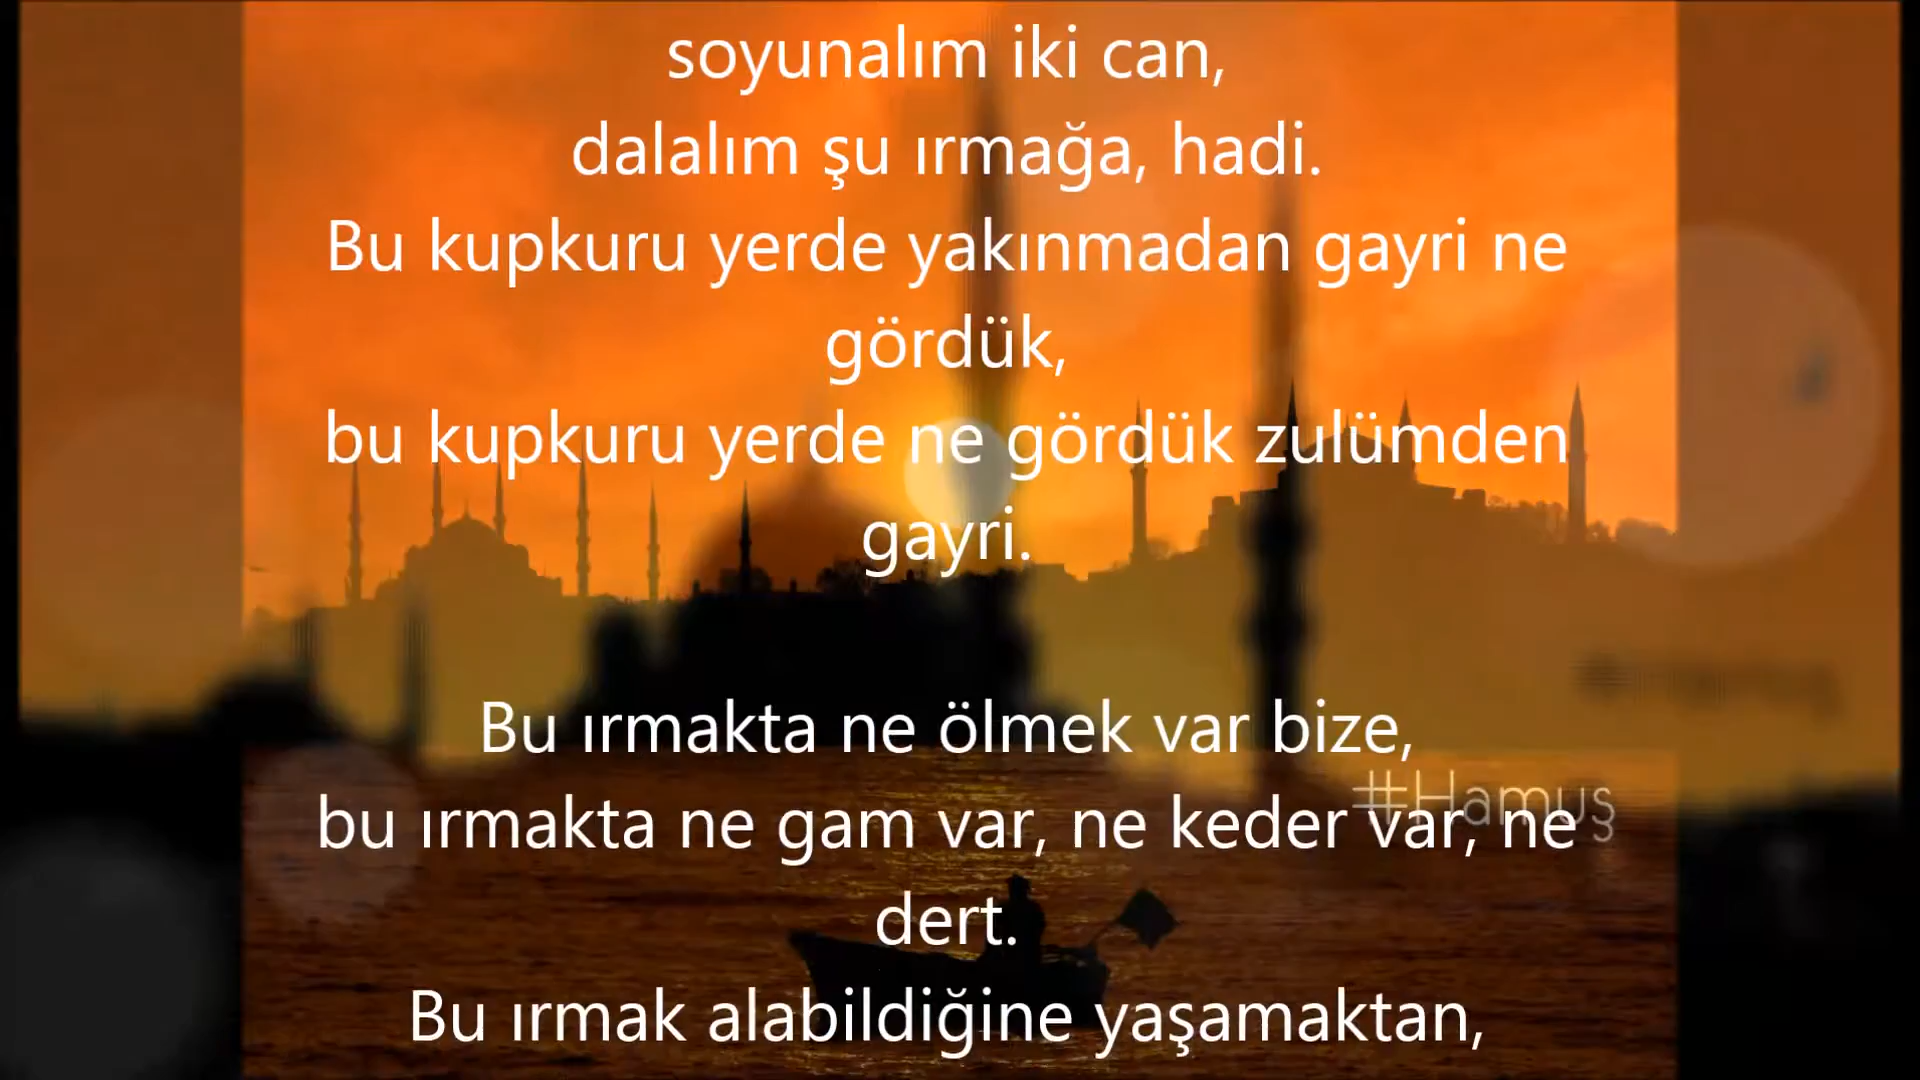 soyunalım iki can,
dalalım şu ırmağa, hadi.
Bu kupkuru yerde yakınmadan gayri ne
gördük,
bu kupkuru yerde ne gördük zulümden
gayri.
Bu ırmakta ne ölmek var bize,
#Hamuş
bu ırmakta ne gam var, ne keder var, ne
dert.
Bu ırmak alabildiğine yaşamaktan,